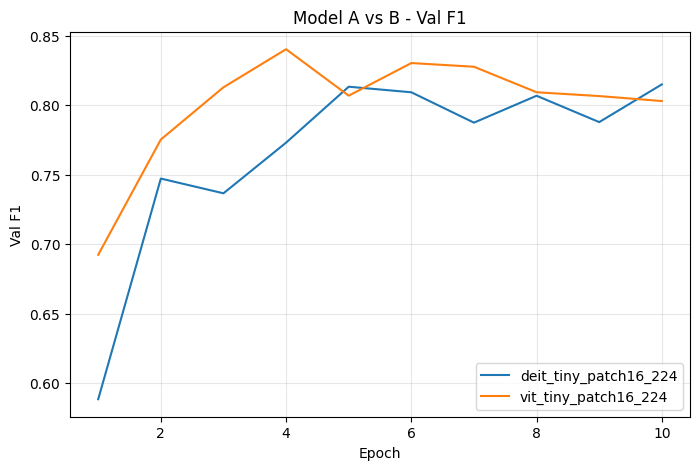 Model A vs B - Val F1
Val F1
0.85
0.80
0.75
0.70
0.65
0.60
2
4
6
8
10
Epoch
deit_tiny_patch16_224
vit_tiny_patch16_224